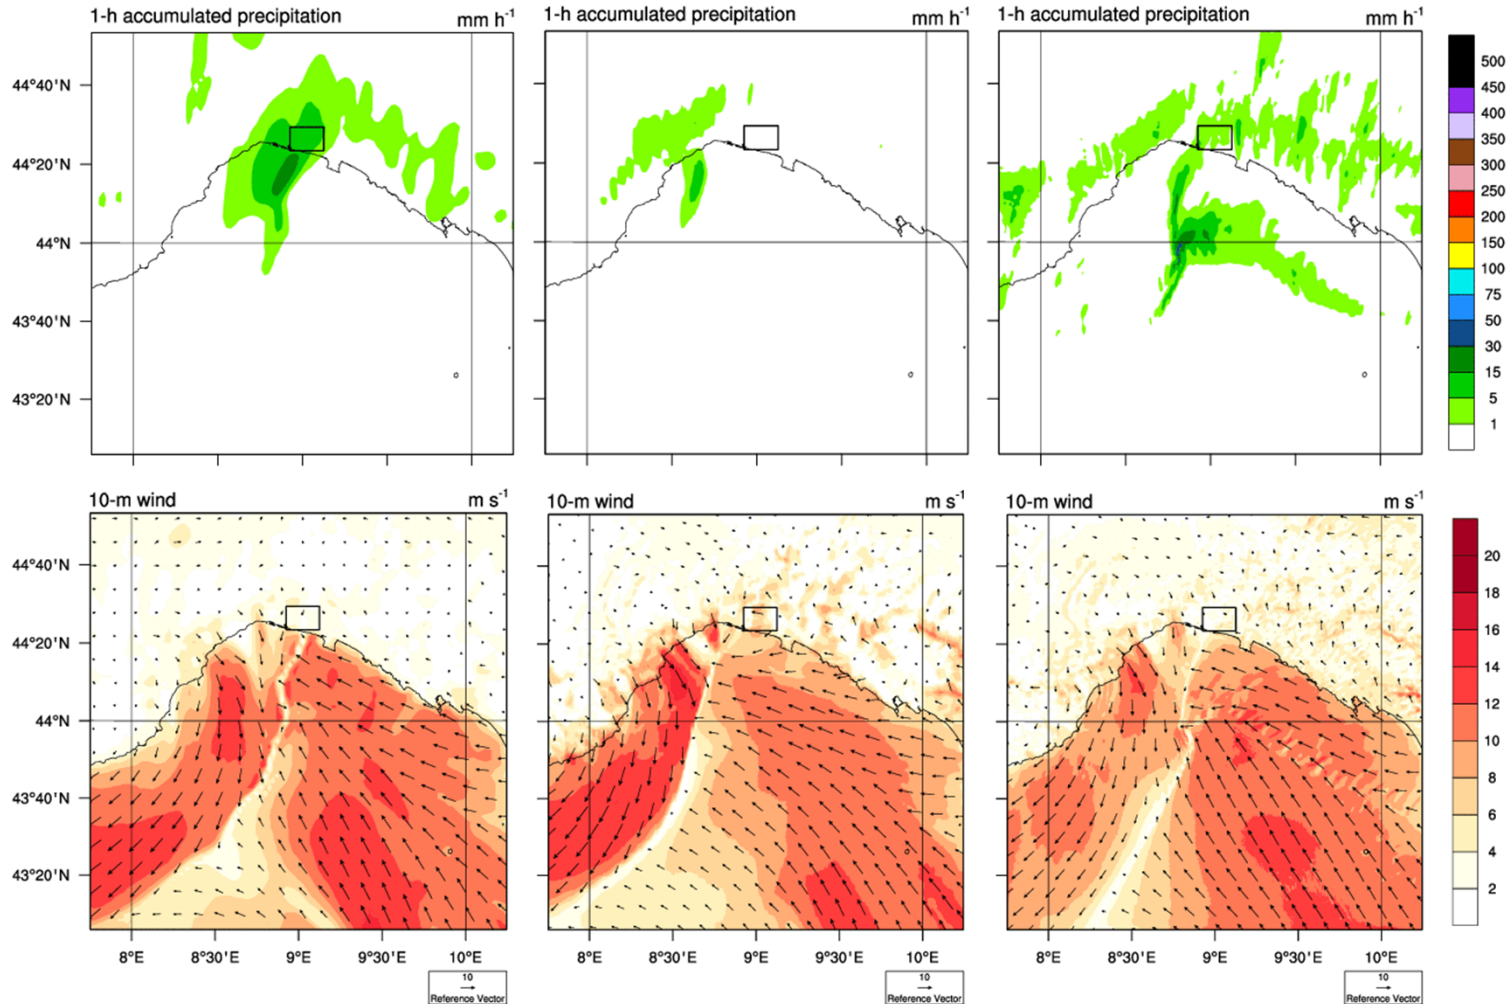 1-h accumulated precipitation mm h-1
1-h accumulated precipitation mm h-1
1-h accumulated precipitation mm h-1
44°40'N
44°20'N
44°N
43°40'N
43°20'N
500
450
400
350
300
250
200
150
100
75
50
30
15
5
1
10-m wind m s-1
10-m wind m s-1
10-m wind m s-1
44°40'N
44°20'N
44°N
43°40'N
43°20'N
20
18
16
14
12
10
8
6
4
2
8°E 8°30'E 9°E 9°30'E 10°E
8°E 8°30'E 9°E 9°30'E 10°E
8°E 8°30'E 9°E 9°30'E 10°E
10
Reference Vector
10
Reference Vector
10
Reference Vector